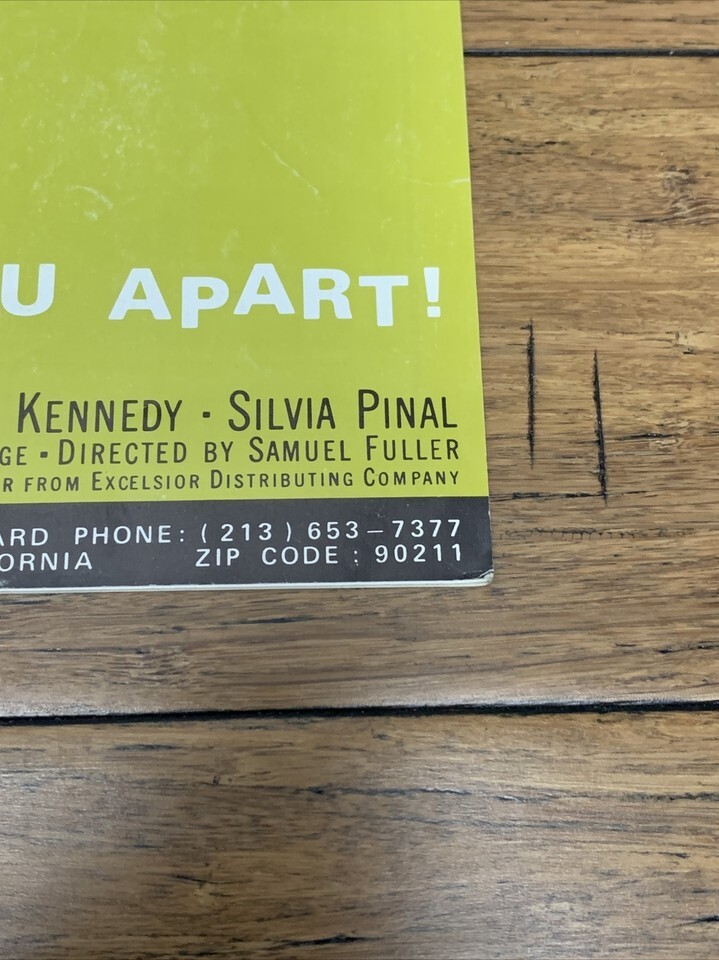 U APART!
KENNEDY · SILVIA PINAL
GE · DIRECTED BY SAMUEL FULLER
R FROM EXCELSIOR DISTRIBUTING COMPANY
ARD PHONE: (213) 653–7377
ORNIA ZIP CODE : 90211